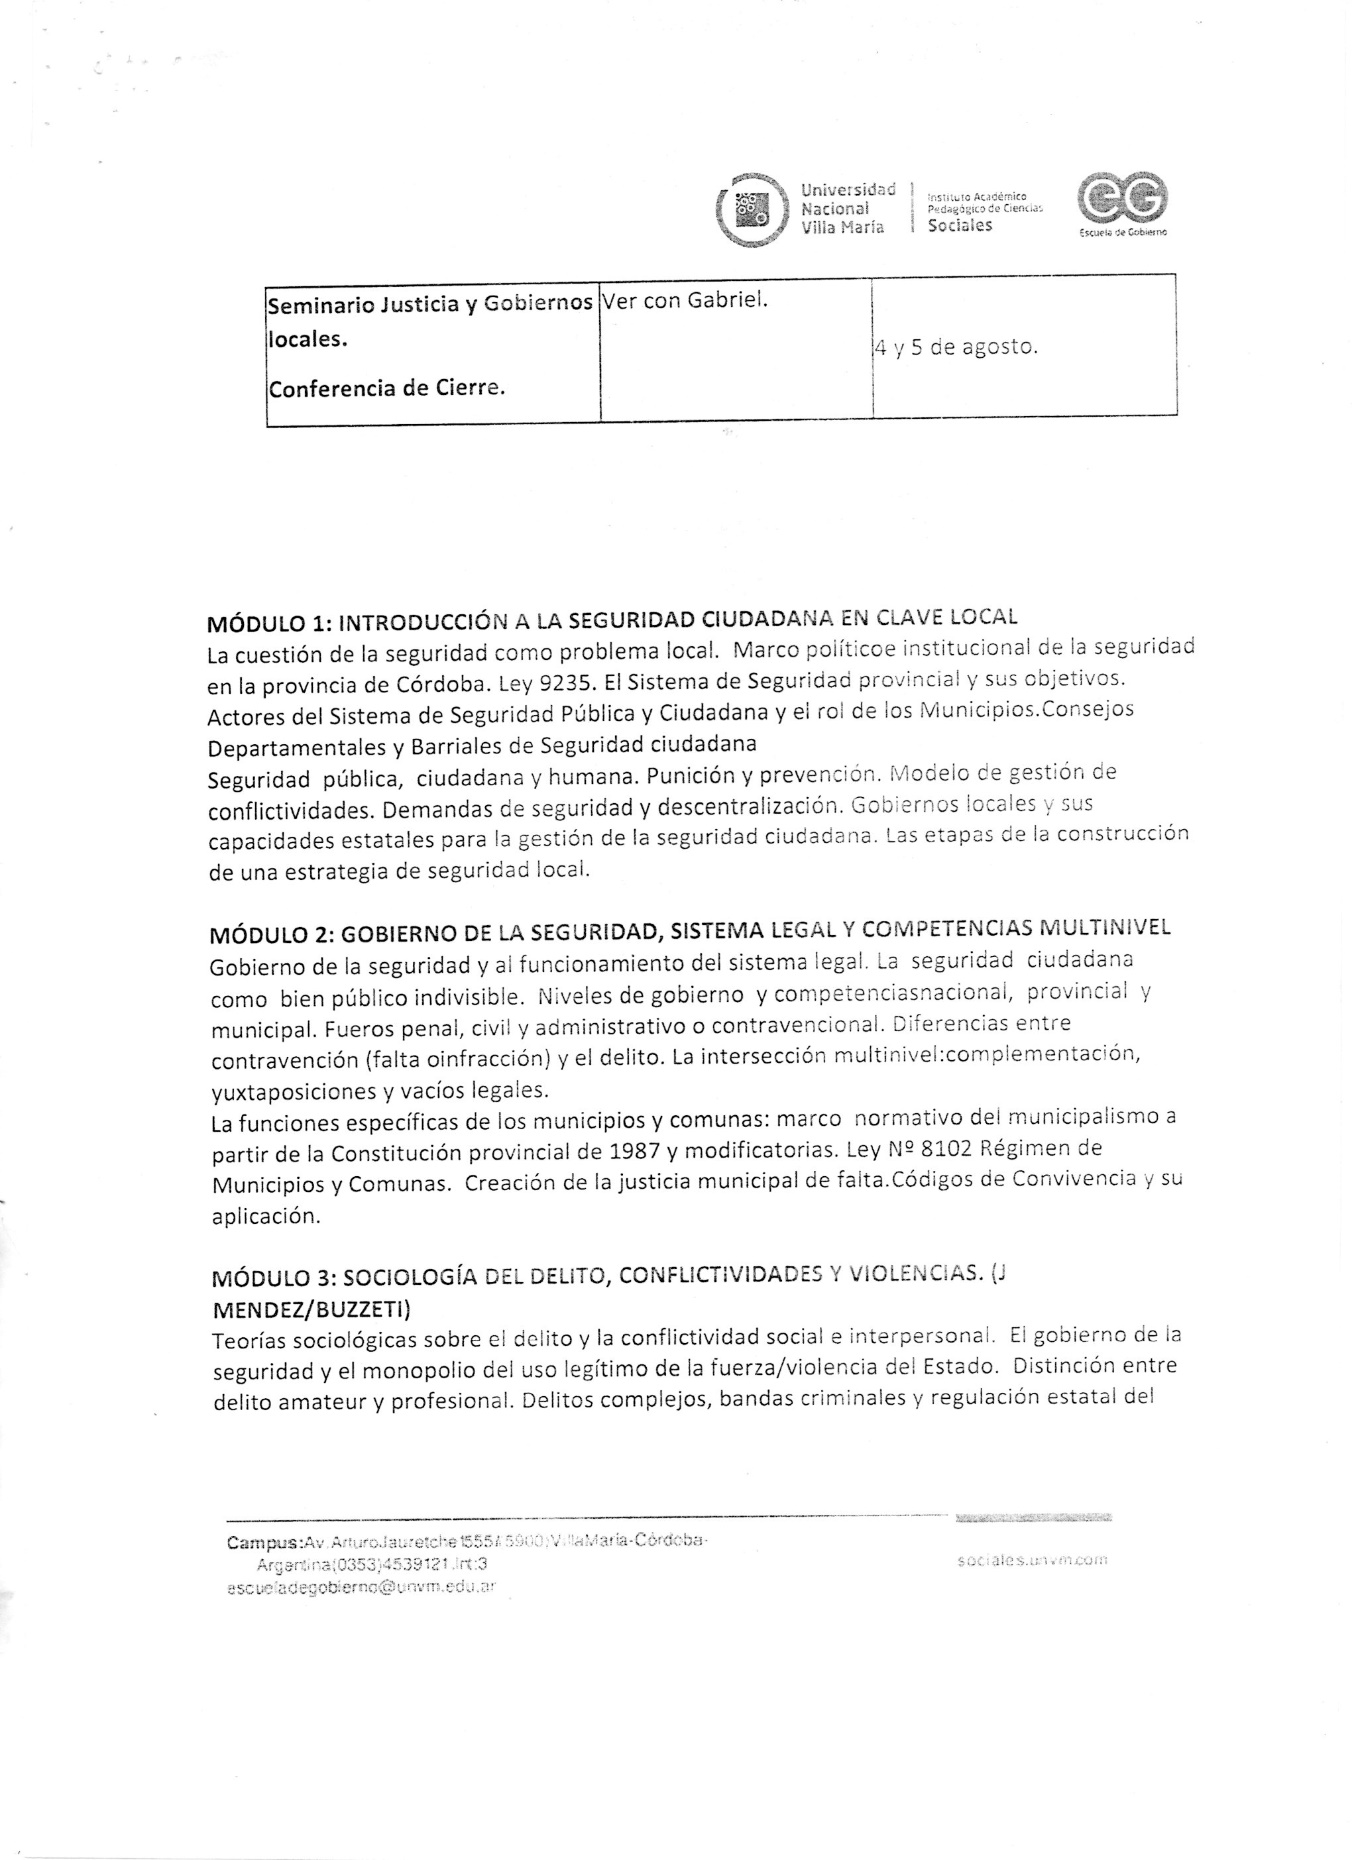 Universidad
Nacional
Villa María
Instituto Académico
Pedagógico de Ciencias
Sociales
Escuela de Gobierno
Seminario Justicia y Gobiernos
locales.
Conferencia de Cierre.
Ver con Gabriel.
4 y 5 de agosto.
MÓDULO 1: INTRODUCCIÓN A LA SEGURIDAD CIUDADANA EN CLAVE LOCAL
La cuestión de la seguridad como problema local. Marco políticoe institucional de la seguridad
en la provincia de Córdoba. Ley 9235. El Sistema de Seguridad provincial y sus objetivos.
Actores del Sistema de Seguridad Pública y Ciudadana y el rol de los Municipios.Consejos
Departamentales y Barriales de Seguridad ciudadana
Seguridad pública, ciudadana y humana. Punición y prevención. Modelo de gestión de
conflictividades. Demandas de seguridad y descentralización. Gobiernos locales y sus
capacidades estatales para la gestión de la seguridad ciudadana. Las etapas de la construcción
de una estrategia de seguridad local.
MÓDULO 2: GOBIERNO DE LA SEGURIDAD, SISTEMA LEGAL Y COMPETENCIAS MULTINIVEL
Gobierno de la seguridad y al funcionamiento del sistema legal. La seguridad ciudadana
como bien público indivisible. Niveles de gobierno y competenciasnacional, provincial y
municipal. Fueros penal, civil y administrativo o contravencional. Diferencias entre
contravención (falta oinfracción) y el delito. La intersección multinivel:complementación,
yuxtaposiciones y vacíos legales.
La funciones específicas de los municipios y comunas: marco normativo del municipalismo a
partir de la Constitución provincial de 1987 y modificatorias. Ley Nº 8102 Régimen de
Municipios y Comunas. Creación de la justicia municipal de falta.Códigos de Convivencia y su
aplicación.
MÓDULO 3: SOCIOLOGÍA DEL DELITO, CONFLICTIVIDADES Y VIOLENCIAS. (J
MENDEZ/BUZZETI)
Teorías sociológicas sobre el delito y la conflictividad social e interpersonal. El gobierno de la
seguridad y el monopolio del uso legítimo de la fuerza/violencia del Estado. Distinción entre
delito amateur y profesional. Delitos complejos, bandas criminales y regulación estatal del
Campus:Av.ArturoJauretche1555/ 5900;VillaMaría-Córdoba-
Argentina(0353)4539121
escueladegobierno@unvm.edu.ar
sociales.unvm.com